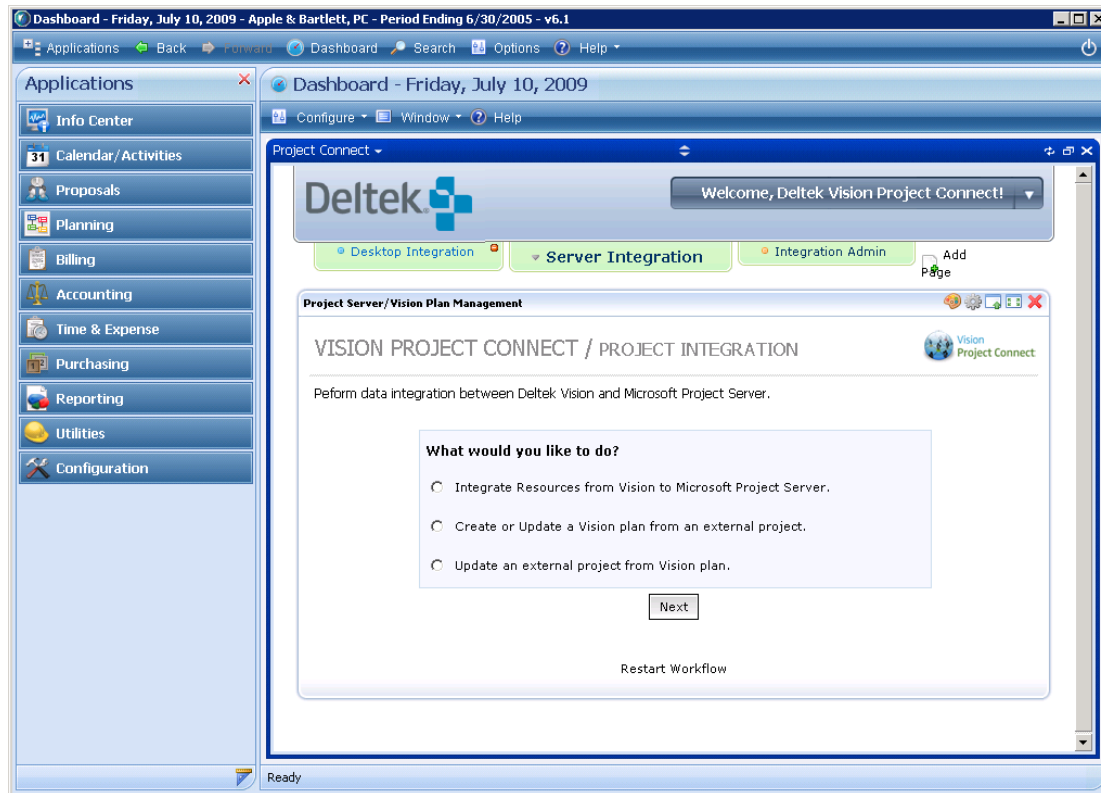 Dashboard - Friday, July 10, 2009 - Apple & Bartlett, PC - Period Ending 6/30/2005 - v6.1
Applications Back Forward Dashboard Search Options Help
Applications
Info Center
31 Calendar/Activities
Proposals
Planning
Billing
Accounting
Time & Expense
Purchasing
Reporting
Utilities
Configuration
Dashboard - Friday, July 10, 2009
Configure Window Help
Project Connect
Deltek
Welcome, Deltek Vision Project Connect!
Desktop Integration
Server Integration
Integration Admin
Add
Page
Project Server/Vision Plan Management
VISION PROJECT CONNECT / PROJECT INTEGRATION
Vision
Project Connect
Peform data integration between Deltek Vision and Microsoft Project Server.
What would you like to do?
Integrate Resources from Vision to Microsoft Project Server.
Create or Update a Vision plan from an external project.
Update an external project from Vision plan.
Next
Restart Workflow
Ready